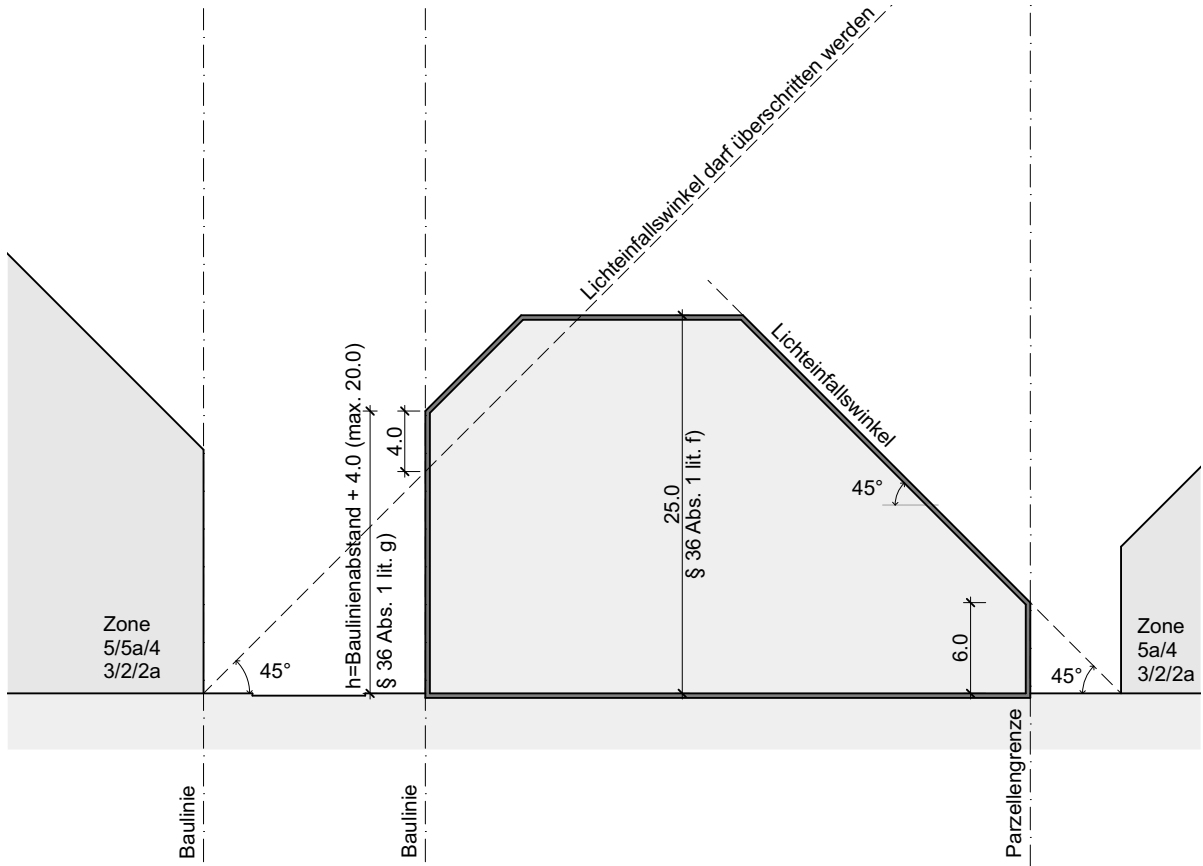 Lichteinfallswinkel darf überschritten werden
Lichteinfallswinkel
h=Baulinienabstand + 4.0 (max. 20.0)
§ 36 Abs. 1 lit. g)
4.0
25.0
§ 36 Abs. 1 lit. f)
45°
6.0
Zone
5/5a/4
3/2/2a
45°
45°
Zone
5a/4
3/2/2a
Baulinie
Baulinie
Parzellengrenze